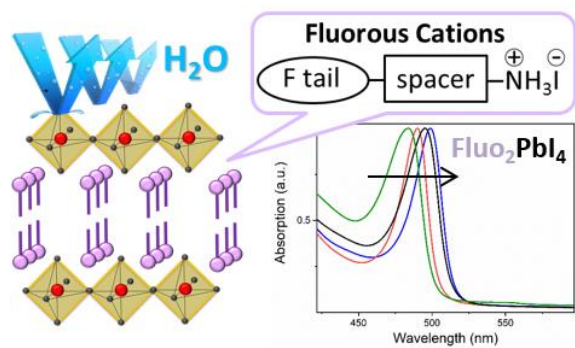 H₂O
Fluorous Cations
F tail
spacer
⊕ ⊖
NH₃I
Fluo₂PbI₄
Absorption (a.u.)
0.5
450 500 550
Wavelength (nm)